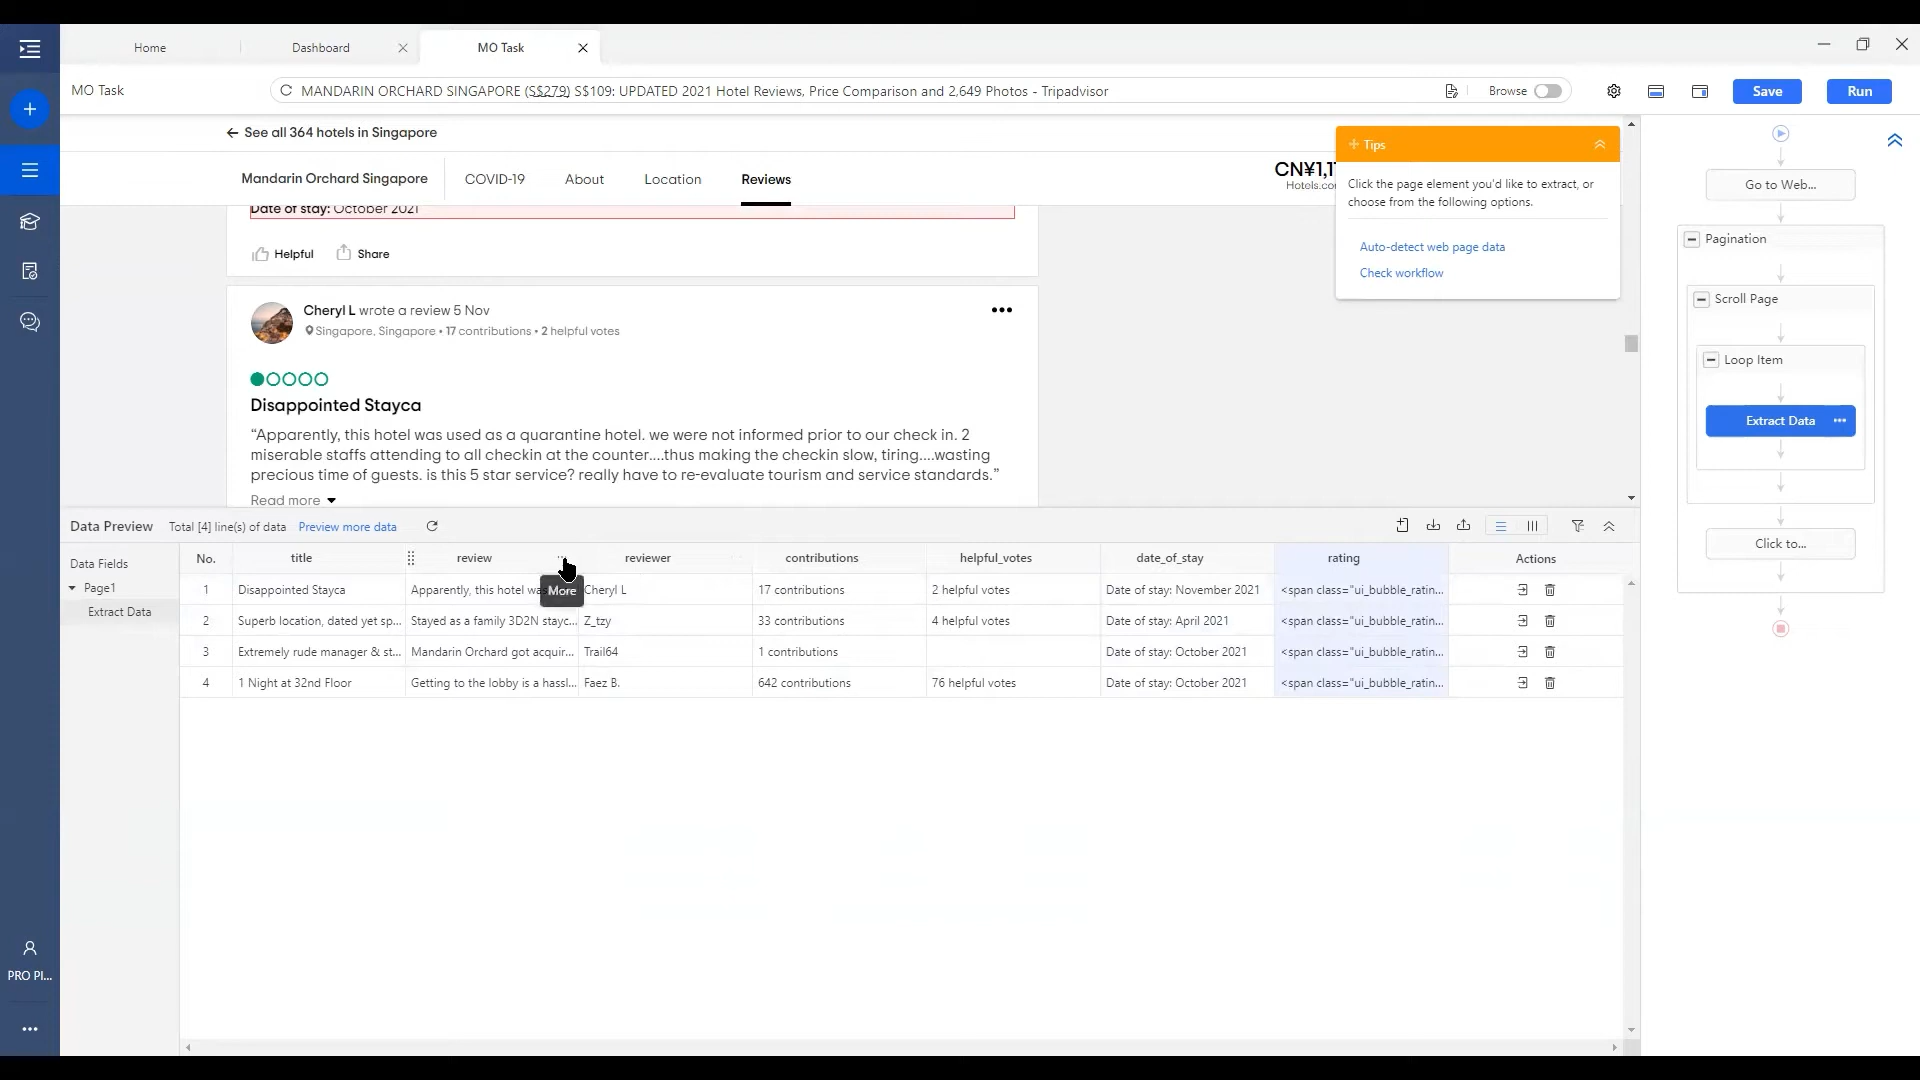 Home
Dashboard
MO Task
MO Task
MANDARIN ORCHARD SINGAPORE (S$279) S$109: UPDATED 2021 Hotel Reviews, Price Comparison and 2,649 Photos - Tripadvisor
Browse
Save
Run
See all 364 hotels in Singapore
Mandarin Orchard Singapore
COVID-19
About
Location
Reviews
CN¥1,1
Hotels.co
Date of stay: October 2021
Helpful
Share
Cheryl L wrote a review 5 Nov
Singapore, Singapore • 17 contributions • 2 helpful votes
Disappointed Stayca
“Apparently, this hotel was used as a quarantine hotel. we were not informed prior to our check in. 2
miserable staffs attending to all checkin at the counter....thus making the checkin slow, tiring....wasting
precious time of guests. is this 5 star service? really have to re-evaluate tourism and service standards.”
Read more
+ Tips
Click the page element you'd like to extract, or
choose from the following options.
Auto-detect web page data
Check workflow
Go to Web...
Pagination
Scroll Page
Loop Item
Extract Data
Click to...
Data Preview
Total [4] line(s) of data
Preview more data
Data Fields
Page1
Extract Data
No. title review reviewer contributions helpful_votes date_of_stay rating Actions
1 Disappointed Stayca Apparently, this hotel was Cheryl L 17 contributions 2 helpful votes Date of stay: November 2021 <span class="ui_bubble_ratin...
More
2 Superb location, dated yet sp... Stayed as a family 3D2N stayc... Z_tzy 33 contributions 4 helpful votes Date of stay: April 2021 <span class="ui_bubble_ratin...
3 Extremely rude manager & st... Mandarin Orchard got acquir... Trail64 1 contributions Date of stay: October 2021 <span class="ui_bubble_ratin...
4 1 Night at 32nd Floor Getting to the lobby is a hassl... Faez B. 642 contributions 76 helpful votes Date of stay: October 2021 <span class="ui_bubble_ratin...
PRO Pl...